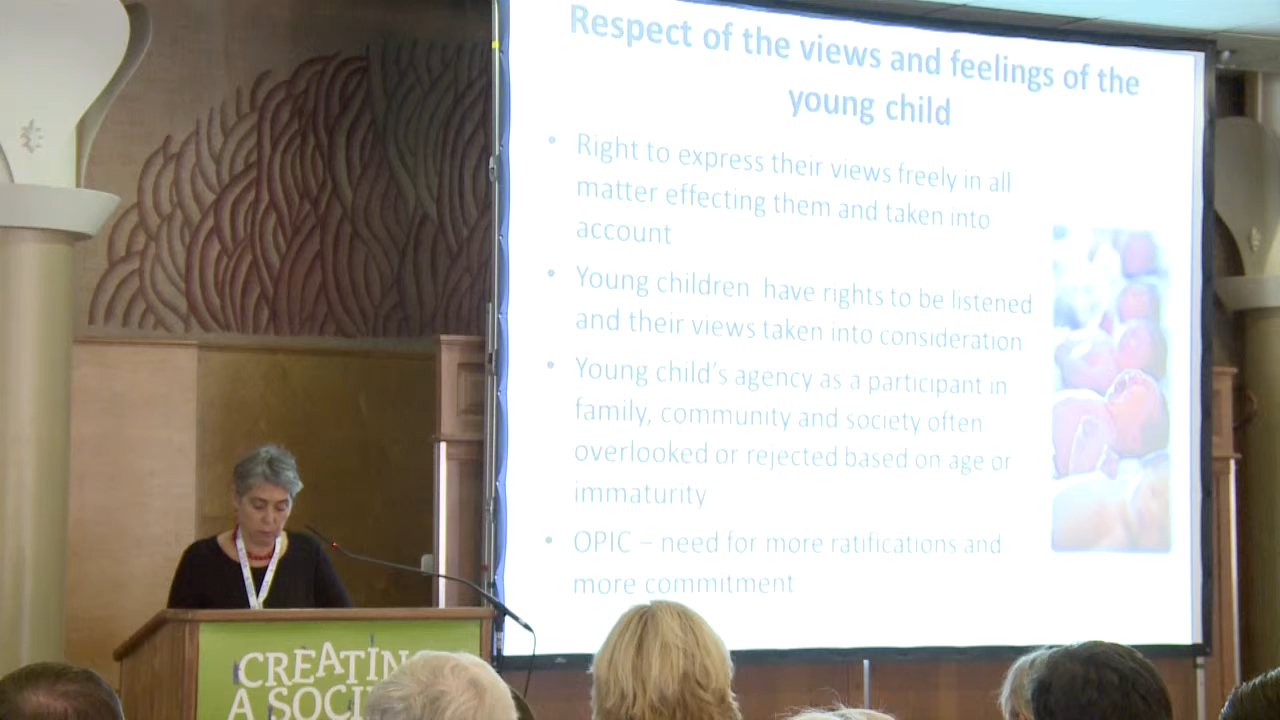 Respect of the views and feelings of the
young child
• Right to express their views freely in all
matter effecting them and taken into
account
• Young children have rights to be listened
and their views taken into consideration
• Young child's agency as a participant in
family, community and society often
overlooked or rejected based on age or
immaturity
• OPIC – need for more ratifications and
more commitment
CREATIN
A SOCI